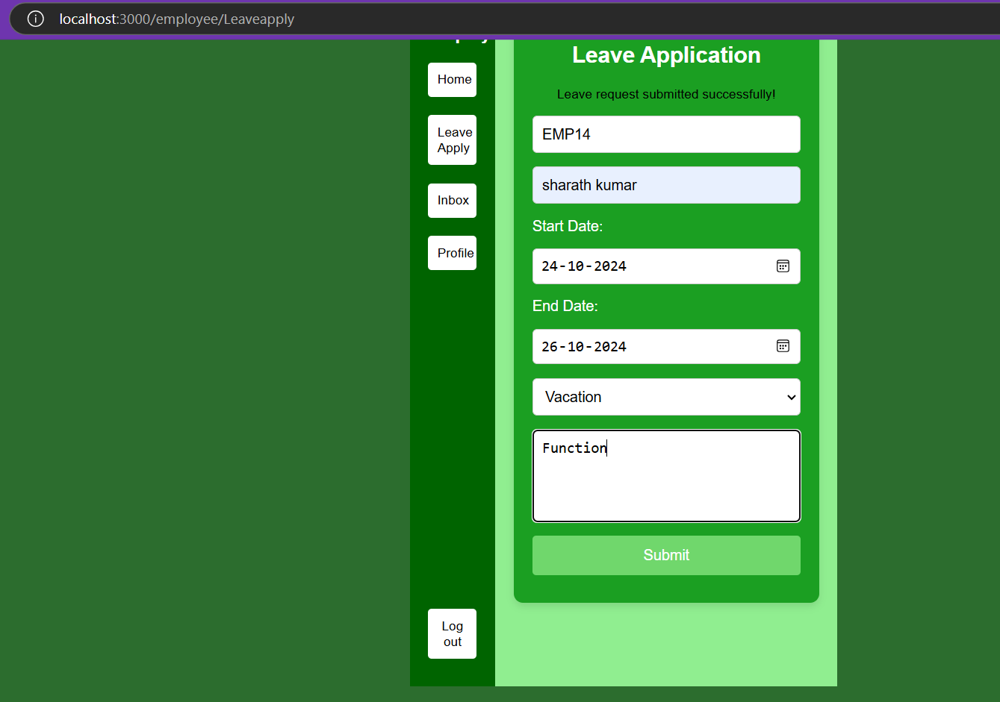 localhost:3000/employee/Leaveapply
Home
Leave
Apply
Inbox
Profile
Log
out
Leave Application
Leave request submitted successfully!
EMP14
sharath kumar
Start Date:
24-10-2024
End Date:
26-10-2024
Vacation
Function
Submit